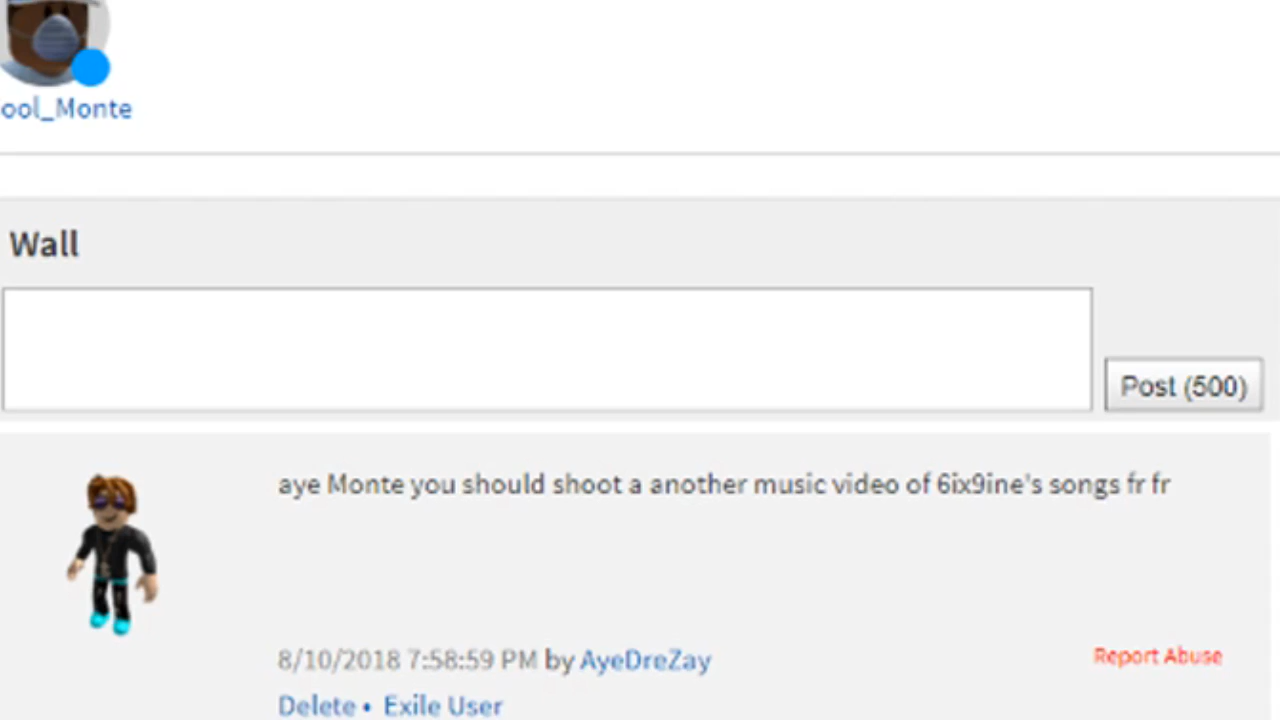 ool_Monte
Wall
Post (500)
aye Monte you should shoot a another music video of 6ix9ine's songs fr fr
8/10/2018 7:58:59 PM by AyeDreZay
Report Abuse
Delete • Exile User